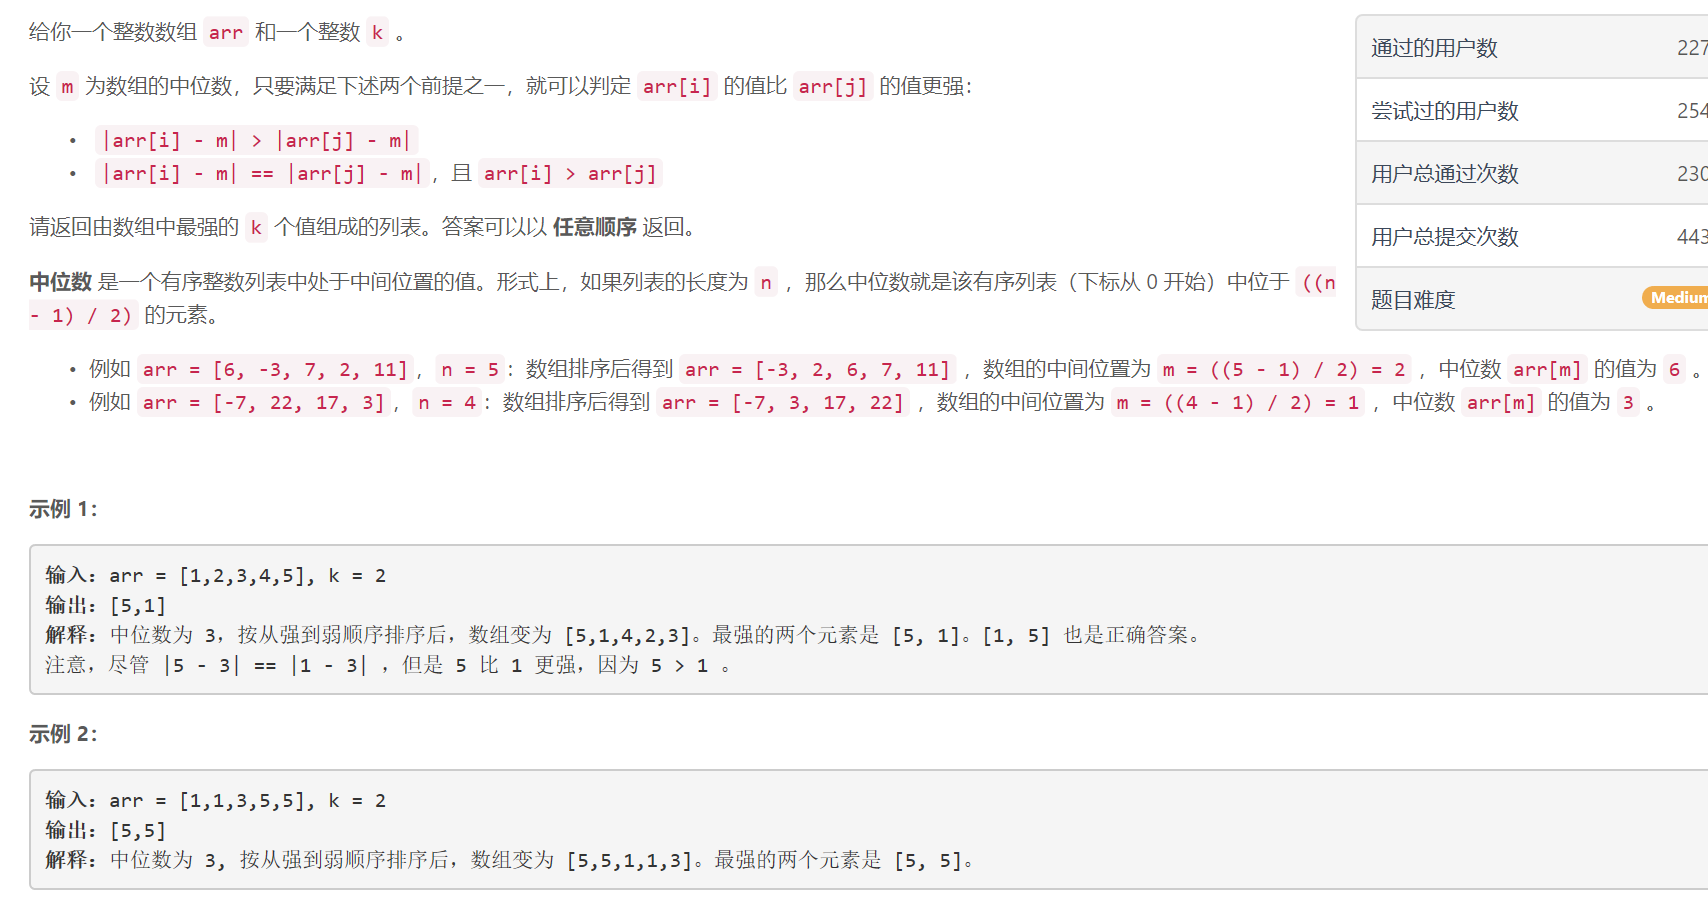 给你一个整数数组 arr 和一个整数 k 。
设 m 为数组的中位数，只要满足下述两个前提之一，就可以判定 arr[i] 的值比 arr[j] 的值更强：
• |arr[i] - m| > |arr[j] - m|
• |arr[i] - m| == |arr[j] - m|，且 arr[i] > arr[j]
请返回由数组中最强的 k 个值组成的列表。答案可以以 任意顺序 返回。
中位数 是一个有序整数列表中处于中间位置的值。形式上，如果列表的长度为 n ，那么中位数就是该有序列表（下标从 0 开始）中位于 ((n
- 1) / 2) 的元素。
• 例如 arr = [6, -3, 7, 2, 11]，n = 5：数组排序后得到 arr = [-3, 2, 6, 7, 11] ，数组的中间位置为 m = ((5 - 1) / 2) = 2 ，中位数 arr[m] 的值为 6 。
• 例如 arr = [-7, 22, 17, 3]，n = 4：数组排序后得到 arr = [-7, 3, 17, 22] ，数组的中间位置为 m = ((4 - 1) / 2) = 1 ，中位数 arr[m] 的值为 3 。
通过的用户数 227
尝试过的用户数 254
用户总通过次数 230
用户总提交次数 443
题目难度 Medium
示例 1：
输入：arr = [1,2,3,4,5], k = 2
输出：[5,1]
解释：中位数为 3，按从强到弱顺序排序后，数组变为 [5,1,4,2,3]。最强的两个元素是 [5, 1]。[1, 5] 也是正确答案。
注意，尽管 |5 - 3| == |1 - 3| ，但是 5 比 1 更强，因为 5 > 1 。
示例 2：
输入：arr = [1,1,3,5,5], k = 2
输出：[5,5]
解释：中位数为 3, 按从强到弱顺序排序后，数组变为 [5,5,1,1,3]。最强的两个元素是 [5, 5]。